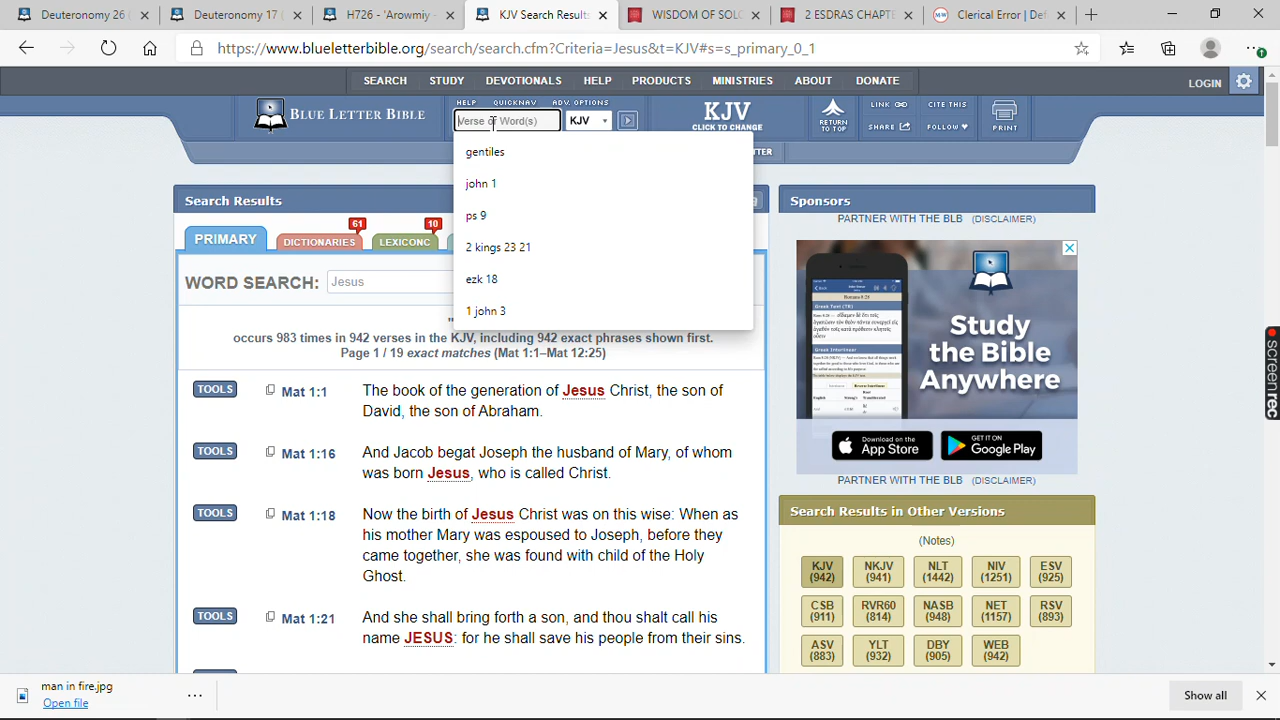 Deuteronomy 26
Deuteronomy 17
H726 - 'Arowmiy -
KJV Search Results
WISDOM OF SOLO
2 ESDRAS CHAPTE
Clerical Error | De
https://www.blueletterbible.org/search/search.cfm?Criteria=Jesus&t=KJV#s=s_primary_0_1
SEARCH STUDY DEVOTIONALS HELP PRODUCTS MINISTRIES ABOUT DONATE LOGIN
BLUE LETTER BIBLE
HELP QUICKNAV ADV. OPTIONS
Verse or Word(s) KJV
KJV
CLICK TO CHANGE
RETURN
TO TOP
LINK CITE THIS
SHARE FOLLOW
PRINT
TTER
gentiles
john 1
ps 9
2 kings 23 21
ezk 18
1 john 3
Search Results
PRIMARY
DICTIONARIES 61
LEXICONC 10
WORD SEARCH: Jesus
"
occurs 983 times in 942 verses in the KJV, including 942 exact phrases shown first.
Page 1 / 19 exact matches (Mat 1:1–Mat 12:25)
TOOLS Mat 1:1 The book of the generation of Jesus Christ, the son of
David, the son of Abraham.
TOOLS Mat 1:16 And Jacob begat Joseph the husband of Mary, of whom
was born Jesus, who is called Christ.
TOOLS Mat 1:18 Now the birth of Jesus Christ was on this wise: When as
his mother Mary was espoused to Joseph, before they
came together, she was found with child of the Holy
Ghost.
TOOLS Mat 1:21 And she shall bring forth a son, and thou shalt call his
name JESUS: for he shall save his people from their sins.
Sponsors
PARTNER WITH THE BLB (DISCLAIMER)
Study
the Bible
Anywhere
Download on the
App Store
GET IT ON
Google Play
PARTNER WITH THE BLB (DISCLAIMER)
Search Results in Other Versions
(Notes)
KJV (942) NKJV (941) NLT (1442) NIV (1251) ESV (925)
CSB (911) RVR60 (814) NASB (948) NET (1157) RSV (893)
ASV (883) YLT (932) DBY (905) WEB (942)
Screen rec
man in fire.jpg
Open file
Show all